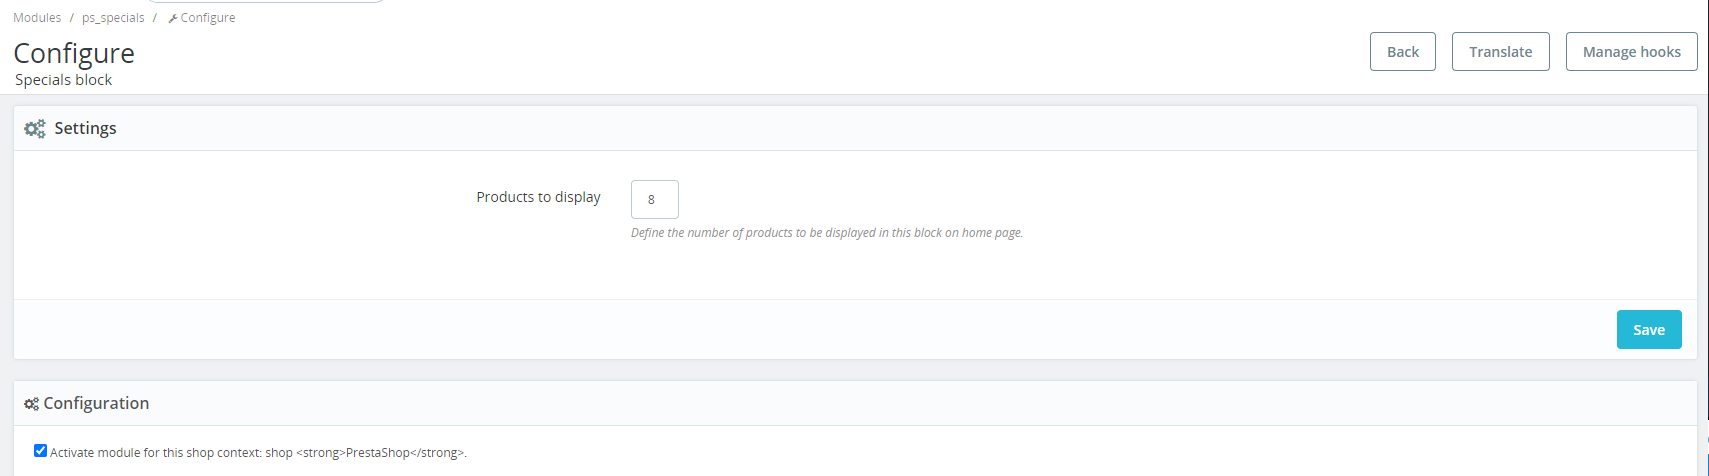 Modules / ps_specials / Configure
Configure
Specials block
Back Translate Manage hooks
Settings
Products to display 8
Define the number of products to be displayed in this block on home page.
Save
Configuration
Activate module for this shop context: shop <strong>PrestaShop</strong>.